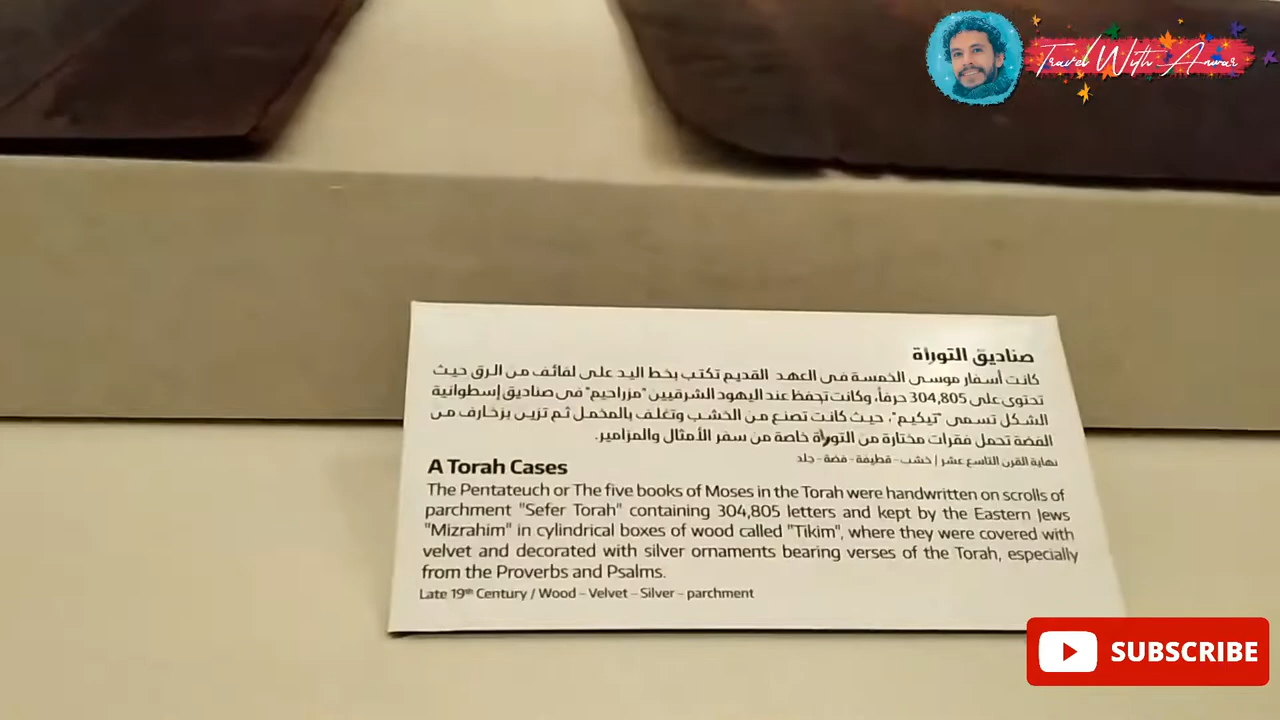 Travel With Anwar
صناديق التوراة
كانت أسفار موسى الخمسة فى العهد القديم تكتب بخط اليد على لفائف من الرق حيث
تحتوى على 304,805 حرفاً، وكانت تحفظ عند اليهود الشرقيين "مزراحيم" فى صناديق إسطوانية
الشكل تسمى "تيكيم"، حيث كانت تصنع من الخشب وتغلف بالمخمل ثم تزين بزخارف من
الفضة تحمل فقرات مختارة من التوراة خاصة من سفر الأمثال والمزامير.
نهاية القرن التاسع عشر | خشب - قطيفة - فضة - جلد
A Torah Cases
The Pentateuch or The five books of Moses in the Torah were handwritten on scrolls of
parchment "Sefer Torah" containing 304,805 letters and kept by the Eastern Jews
"Mizrahim" in cylindrical boxes of wood called "Tikim", where they were covered with
velvet and decorated with silver ornaments bearing verses of the Torah, especially
from the Proverbs and Psalms.
Late 19th Century / Wood - Velvet - Silver - parchment
SUBSCRIBE